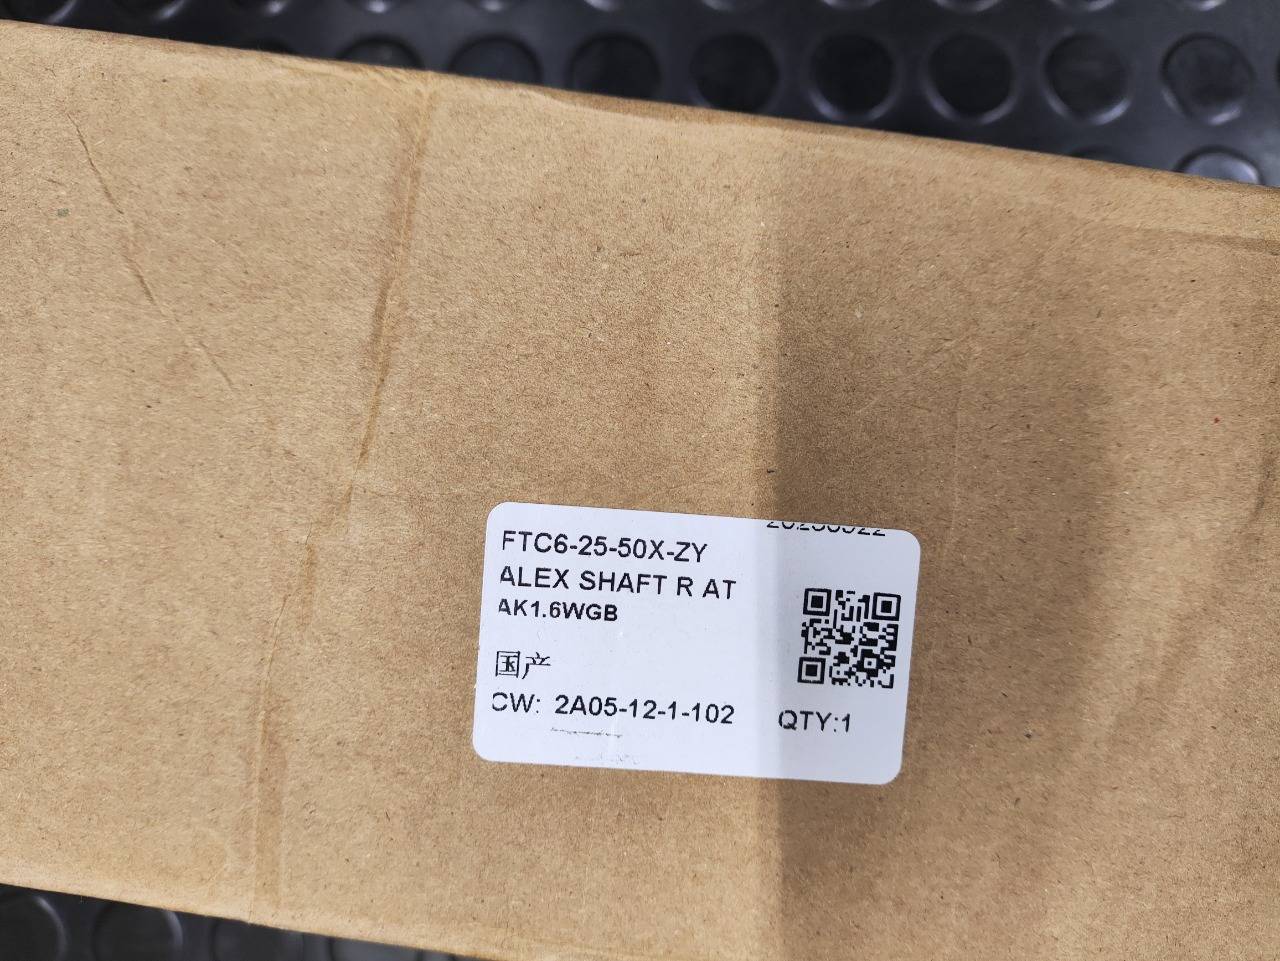 FTC6-25-50X-ZY
ALEX SHAFT R AT
AK1.6WGB
国产
CW: 2A05-12-1-102
QTY:1